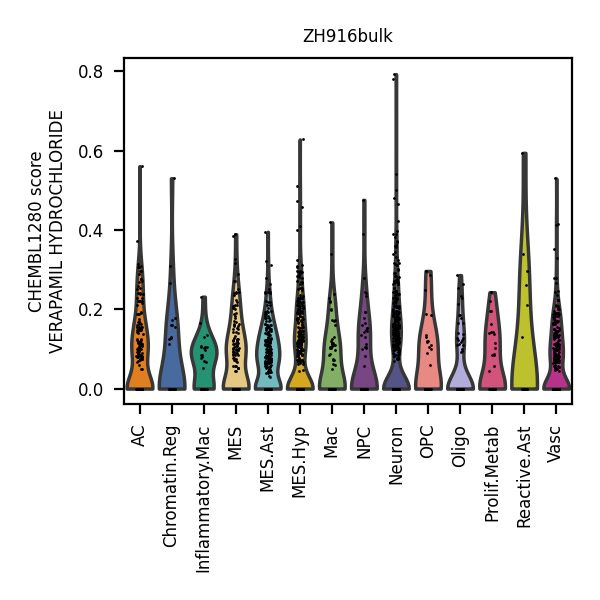 ZH916bulk
CHEMBL1280 score
VERAPAMIL HYDROCHLORIDE
0.8
0.6
0.4
0.2
0.0
AC
Chromatin.Reg
Inflammatory.Mac
MES
MES.Ast
MES.Hyp
Mac
NPC
Neuron
OPC
Oligo
Prolif.Metab
Reactive.Ast
Vasc